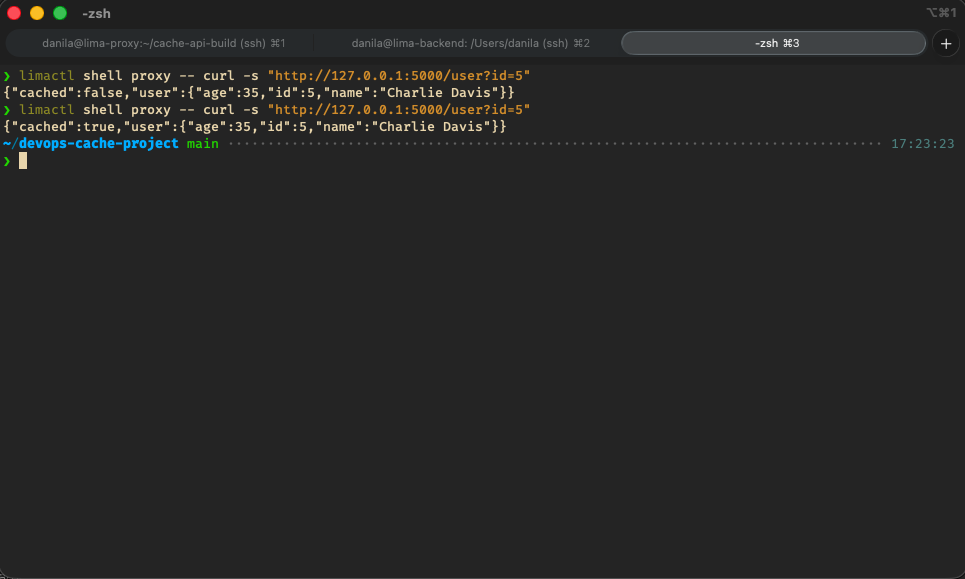 -zsh
⌥⌘1
danila@lima-proxy:~/cache-api-build (ssh) ⌘1
danila@lima-backend: /Users/danila (ssh) ⌘2
-zsh ⌘3
+
❯ limactl shell proxy -- curl -s "http://127.0.0.1:5000/user?id=5"
{"cached":false,"user":{"age":35,"id":5,"name":"Charlie Davis"}}
❯ limactl shell proxy -- curl -s "http://127.0.0.1:5000/user?id=5"
{"cached":true,"user":{"age":35,"id":5,"name":"Charlie Davis"}}
~/devops-cache-project main 17:23:23
❯